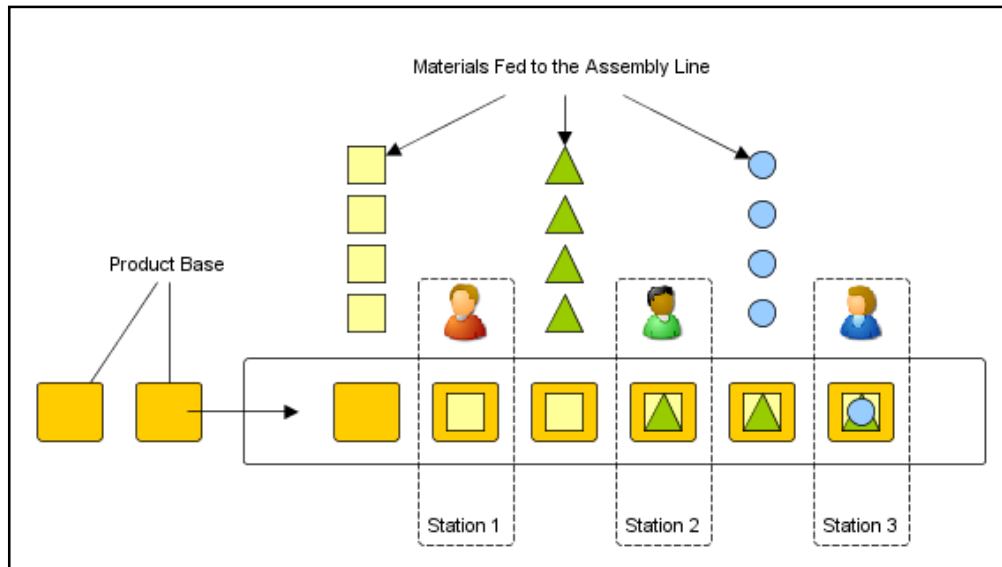 Materials Fed to the Assembly Line
Product Base
Station 1
Station 2
Station 3